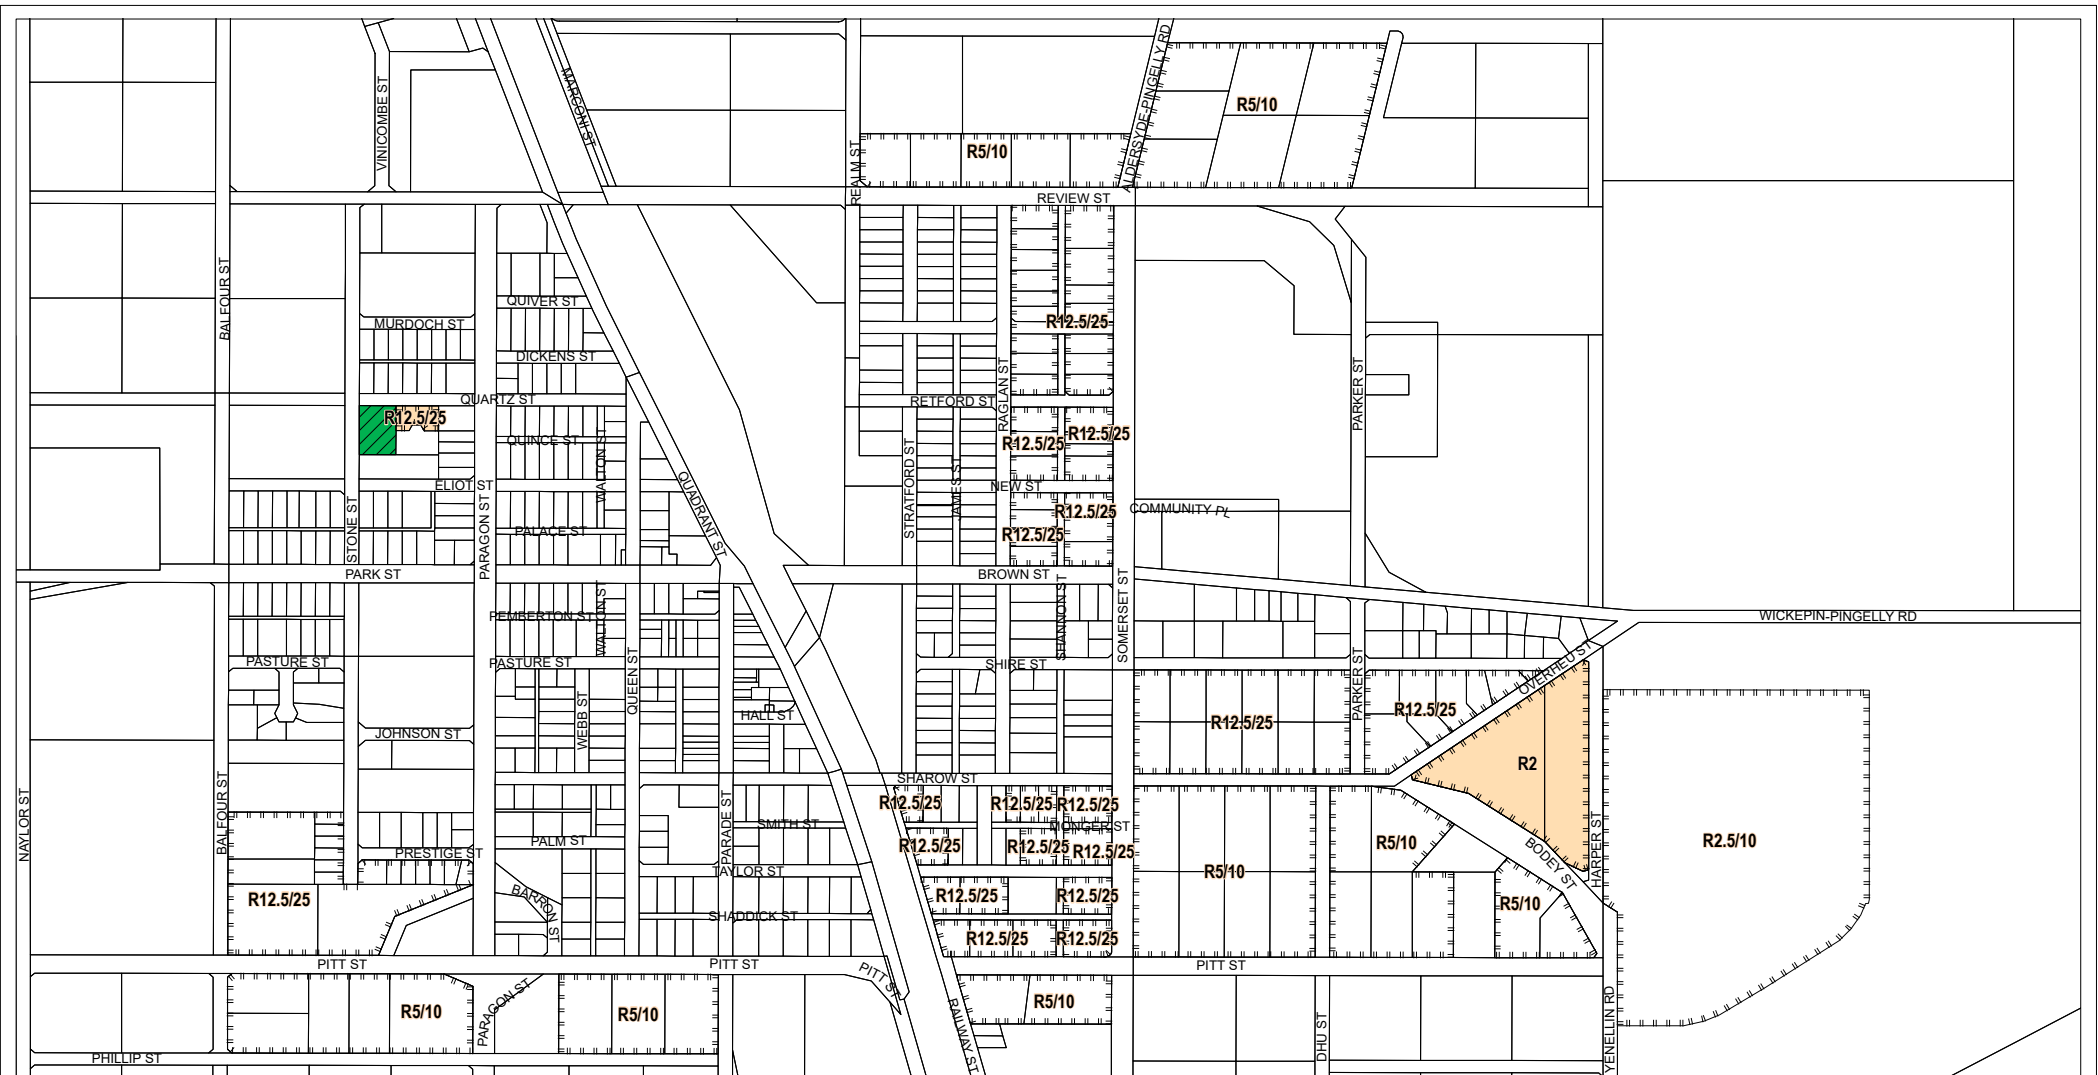 ALDERSYDE-PINGELLY RD
MARCONI ST
VINICOMBE ST
R5/10
R5/10
REALM ST
REVIEW ST
BALFOUR ST
QUIVER ST
MURDOCH ST
R12.5/25
DICKENS ST
RAGLAN ST
PARKER ST
QUARTZ ST
RETFORD ST
R12.5/25
QUINCE ST
WALTON ST
R12.5/25
R12.5/25
STRATFORD ST
JAMES ST
ELIOT ST
NEW ST
QUADRANT ST
STONE ST
PARAGON ST
R12.5/25
COMMUNITY PL
PALACE ST
R12.5/25
PARK ST
BROWN ST
PEMBERTON ST
WALTON ST
SHANNON ST
SOMERSET ST
WICKEPIN-PINGELLY RD
PASTURE ST
PASTURE ST
SHIRE ST
QUEEN ST
PARKER ST
OVERHEU ST
WEBB ST
HALL ST
R12.5/25
R12.5/25
JOHNSON ST
R2
SHAROW ST
NAYLOR ST
BALFOUR ST
PARADE ST
R12.5/25
R12.5/25
R12.5/25
SMITH ST
MONGER ST
PALM ST
R12.5/25
R12.5/25
R12.5/25
R5/10
R2.5/10
PRESTIGE ST
HARPER ST
BODEY ST
TAYLOR ST
R5/10
R12.5/25
BARRON ST
R12.5/25
R12.5/25
R5/10
SHADDICK ST
R12.5/25
R12.5/25
PITT ST
PITT ST
PITT ST
PITT ST
R5/10
PARAGON ST
R5/10
R5/10
RAILWAY ST
DHU ST
YENELLIN RD
PHILLIP ST